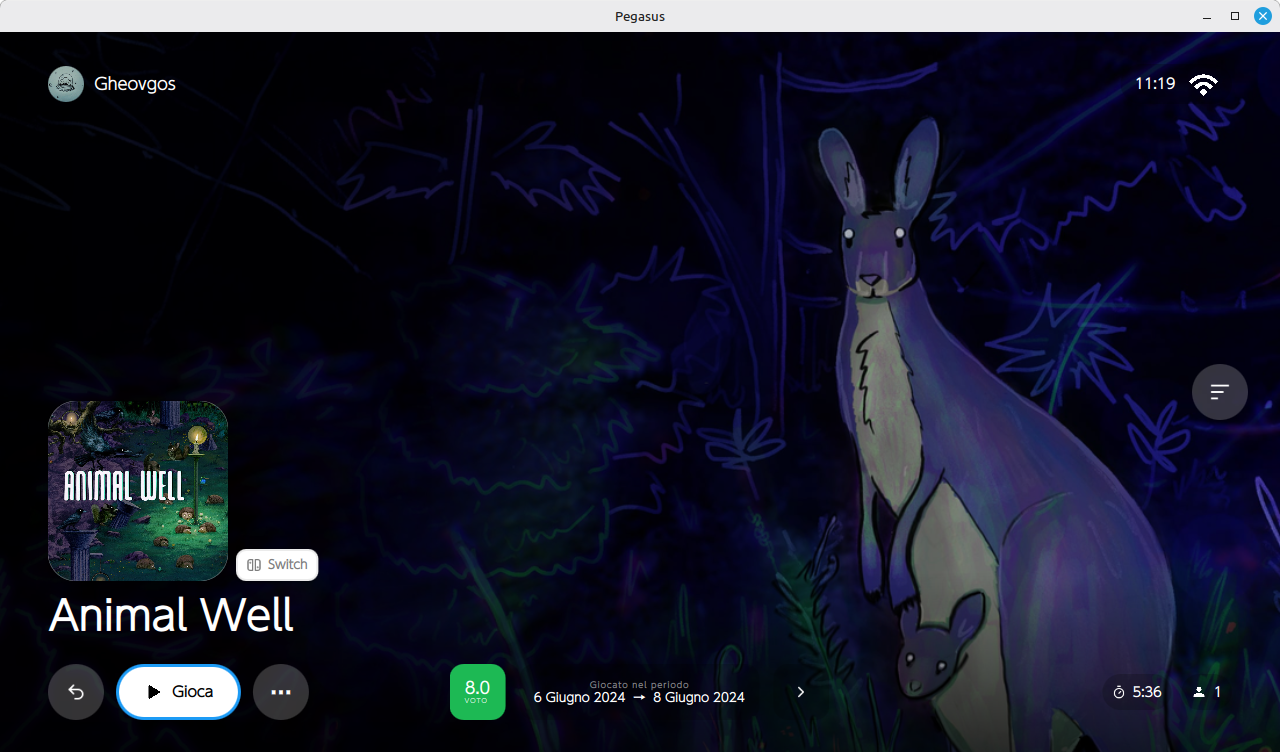 Pegasus
Gheovgos
11:19
ANIMAL WELL
Switch
Animal Well
Gioca
8.0
VOTO
Giocato nel periodo
6 Giugno 2024 → 8 Giugno 2024
5:36
1